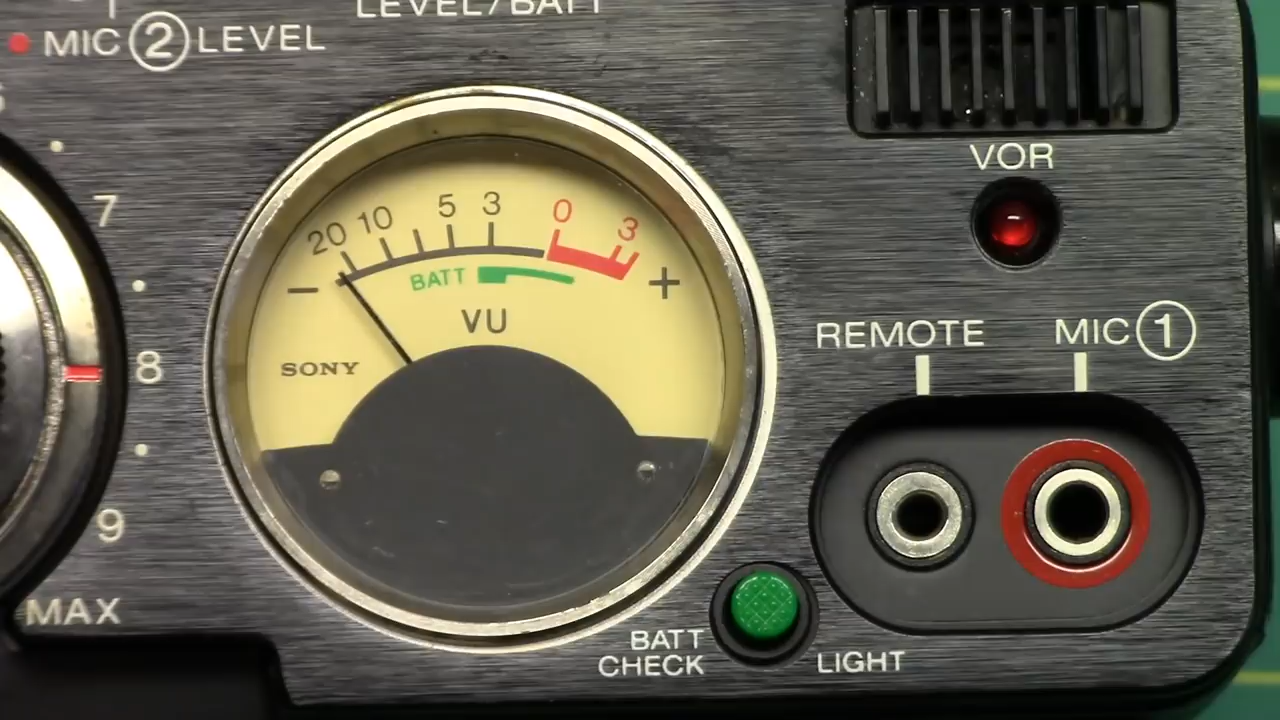 LEVEL/BATT
MIC ② LEVEL
7
8
9
MAX
20 10 5 3 0 3
− BATT +
VU
SONY
VOR
REMOTE MIC ①
BATT
CHECK LIGHT